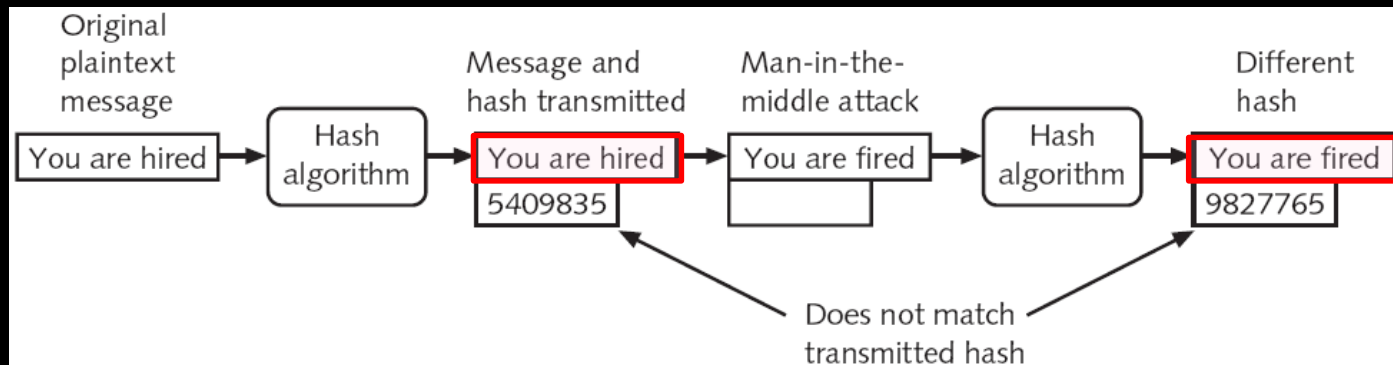 Original
plaintext
message
You are hired
Hash
algorithm
Message and
hash transmitted
You are hired
5409835
Man-in-the-
middle attack
You are fired
Hash
algorithm
Different
hash
You are fired
9827765
Does not match
transmitted hash